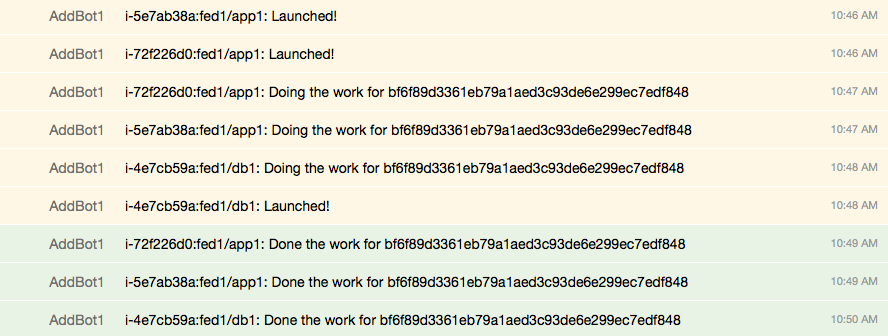 AddBot1 i-5e7ab38a:fed1/app1: Launched! 10:46 AM
AddBot1 i-72f226d0:fed1/app1: Launched! 10:46 AM
AddBot1 i-72f226d0:fed1/app1: Doing the work for bf6f89d3361eb79a1aed3c93de6e299ec7edf848 10:47 AM
AddBot1 i-5e7ab38a:fed1/app1: Doing the work for bf6f89d3361eb79a1aed3c93de6e299ec7edf848 10:47 AM
AddBot1 i-4e7cb59a:fed1/db1: Doing the work for bf6f89d3361eb79a1aed3c93de6e299ec7edf848 10:48 AM
AddBot1 i-4e7cb59a:fed1/db1: Launched! 10:48 AM
AddBot1 i-72f226d0:fed1/app1: Done the work for bf6f89d3361eb79a1aed3c93de6e299ec7edf848 10:49 AM
AddBot1 i-5e7ab38a:fed1/app1: Done the work for bf6f89d3361eb79a1aed3c93de6e299ec7edf848 10:49 AM
AddBot1 i-4e7cb59a:fed1/db1: Done the work for bf6f89d3361eb79a1aed3c93de6e299ec7edf848 10:50 AM